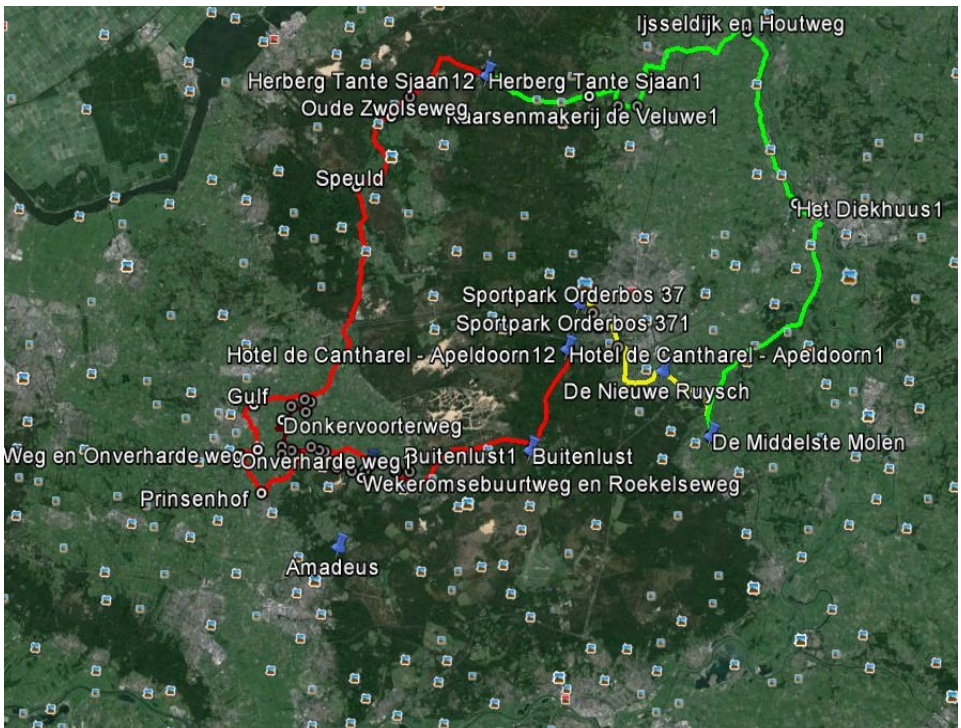 Ijsseldijk en Houtweg
Herberg Tante Sjaan12
Herberg Tante Sjaan1
Oude Zwolseweg
Kaarsenmakerij de Veluwe1
Speuld
Het Diekhuus1
Sportpark Orderbos 37
Sportpark Orderbos 371
Hotel de Cantharel - Apeldoorn12
Hotel de Cantharel - Apeldoorn1
De Nieuwe Ruysch
Gulf
Donkervoorterweg
De Middelste Molen
Weg en Onverharde weg
Onverharde weg1
Buitenlust1
Buitenlust
Wekeromsebuurtweg en Roekelseweg
Prinsenhof
Amadeus